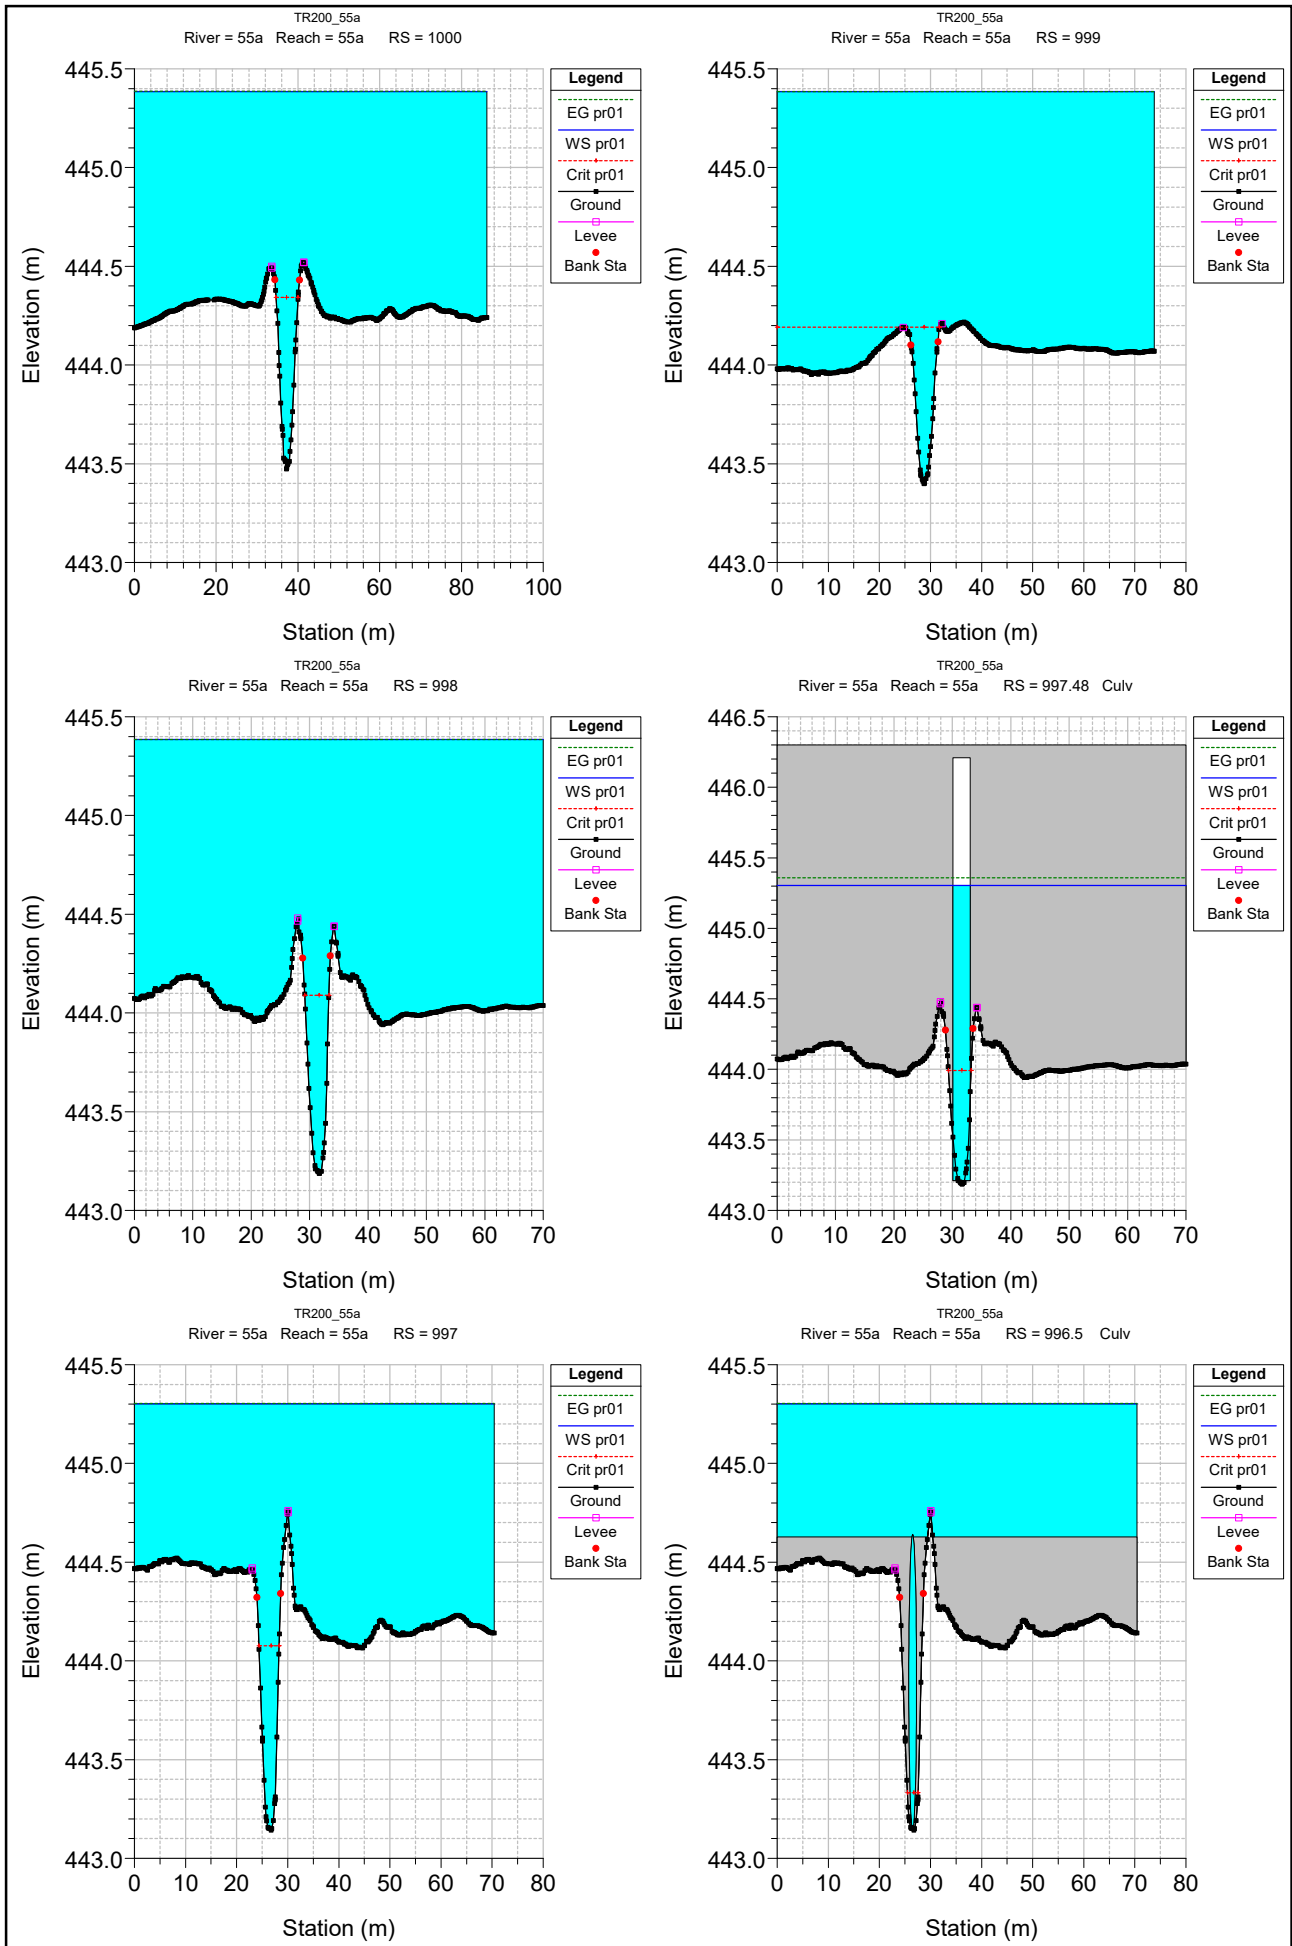 TR200_55a
River = 55a Reach = 55a RS = 1000
445.5
445.0
444.5
444.0
443.5
443.0
Elevation (m)
0 20 40 60 80 100
Station (m)
Legend
EG pr01
WS pr01
Crit pr01
Ground
Levee
Bank Sta
TR200_55a
River = 55a Reach = 55a RS = 999
445.5
445.0
444.5
444.0
443.5
443.0
Elevation (m)
0 10 20 30 40 50 60 70 80
Station (m)
Legend
EG pr01
WS pr01
Crit pr01
Ground
Levee
Bank Sta
TR200_55a
River = 55a Reach = 55a RS = 998
445.5
445.0
444.5
444.0
443.5
443.0
Elevation (m)
0 10 20 30 40 50 60 70
Station (m)
Legend
EG pr01
WS pr01
Crit pr01
Ground
Levee
Bank Sta
TR200_55a
River = 55a Reach = 55a RS = 997.48 Culv
446.5
446.0
445.5
445.0
444.5
444.0
443.5
443.0
Elevation (m)
0 10 20 30 40 50 60 70
Station (m)
Legend
EG pr01
WS pr01
Crit pr01
Ground
Levee
Bank Sta
TR200_55a
River = 55a Reach = 55a RS = 997
445.5
445.0
444.5
444.0
443.5
443.0
Elevation (m)
0 10 20 30 40 50 60 70 80
Station (m)
Legend
EG pr01
WS pr01
Crit pr01
Ground
Levee
Bank Sta
TR200_55a
River = 55a Reach = 55a RS = 996.5 Culv
445.5
445.0
444.5
444.0
443.5
443.0
Elevation (m)
0 10 20 30 40 50 60 70 80
Station (m)
Legend
EG pr01
WS pr01
Crit pr01
Ground
Levee
Bank Sta